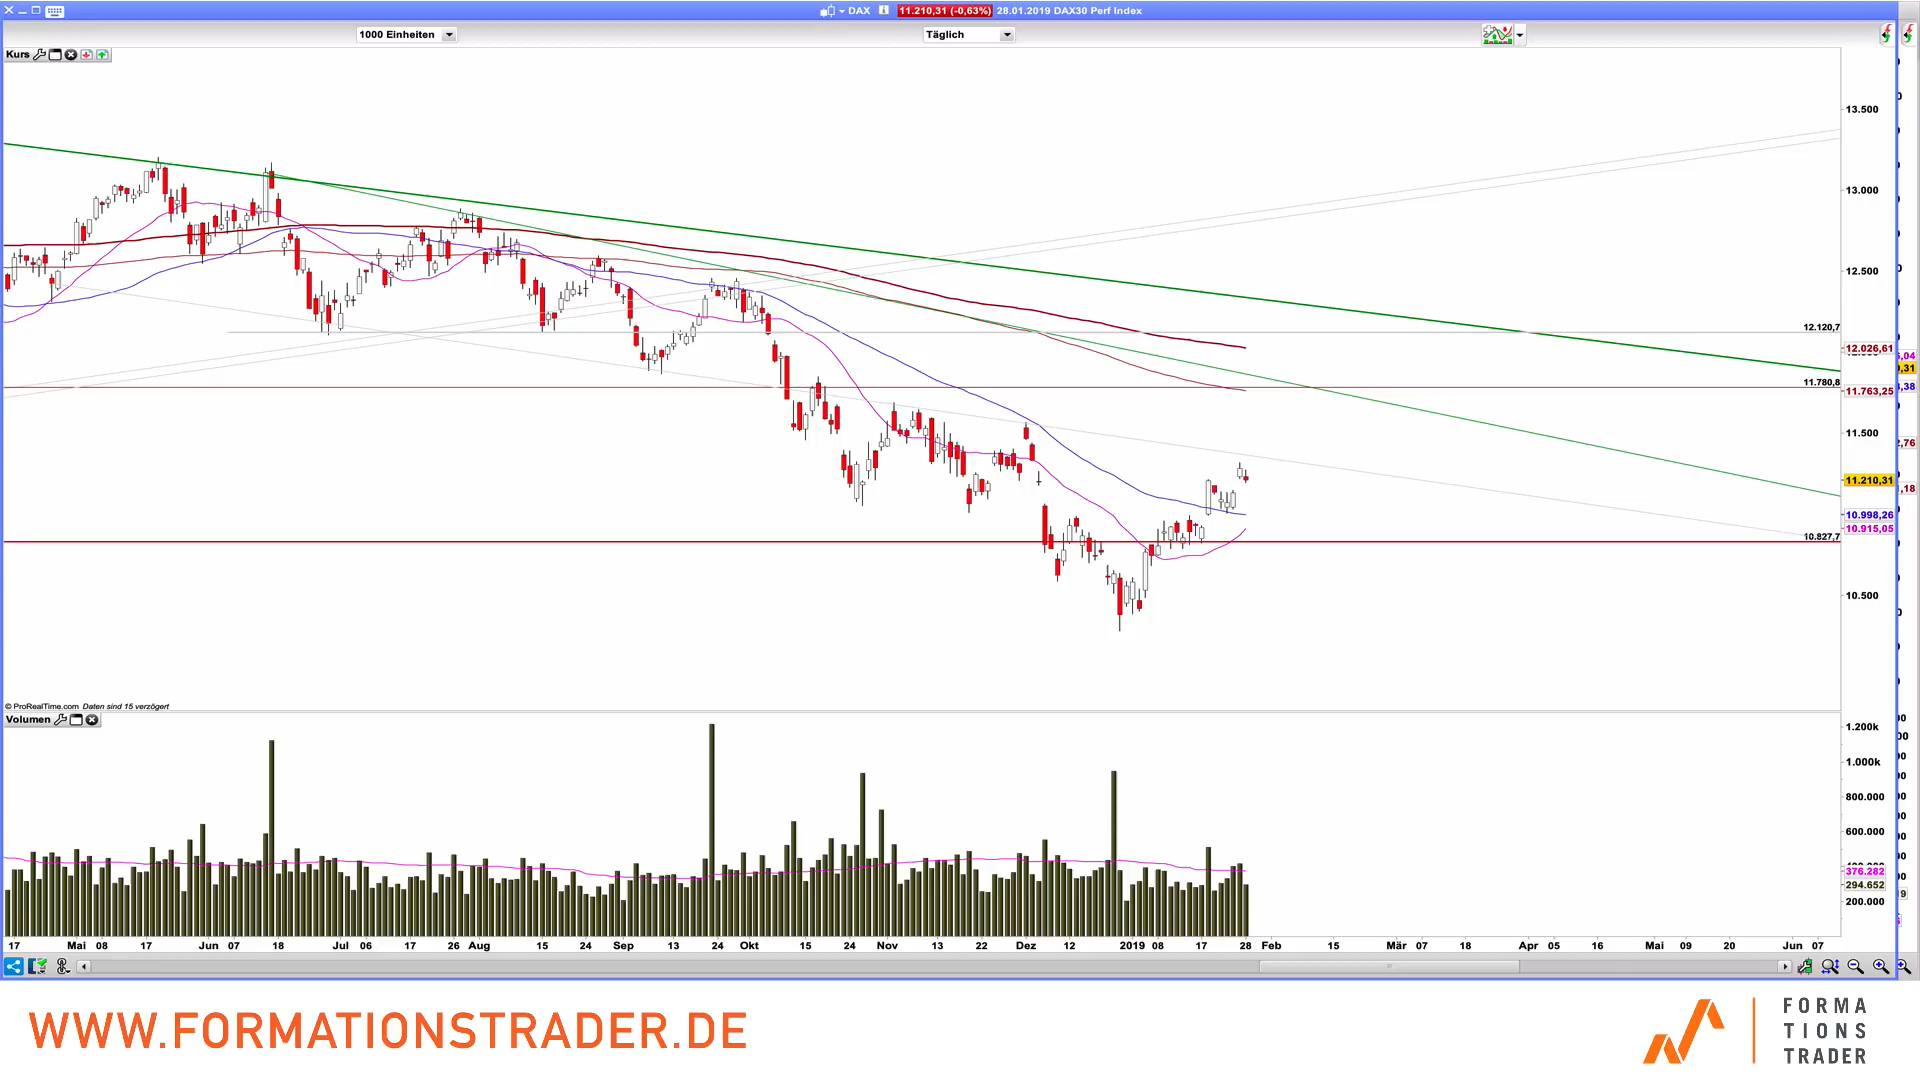 DAX 11.210,31 (-0,63%) 28.01.2019 DAX30 Perf Index
1000 Einheiten
Täglich
Kurs
13.500
13.000
12.500
12.120,7
12.026,61
11.780,8
11.763,25
11.500
11.210,31
10.998,26
10.915,05
10.827,7
10.500
© ProRealTime.com Daten sind 15 verzögert
Volumen
1.200k
1.000k
800.000
600.000
376.282
294.652
200.000
17 Mai 08 17 Jun 07 18 Jul 06 17 26 Aug 15 24 Sep 13 24 Okt 15 24 Nov 13 22 Dez 12 2019 08 17 28 Feb 15 Mär 07 18 Apr 05 16 Mai 09 20 Jun 07
WWW.FORMATIONSTRADER.DE
FORMA
TIONS
TRADER